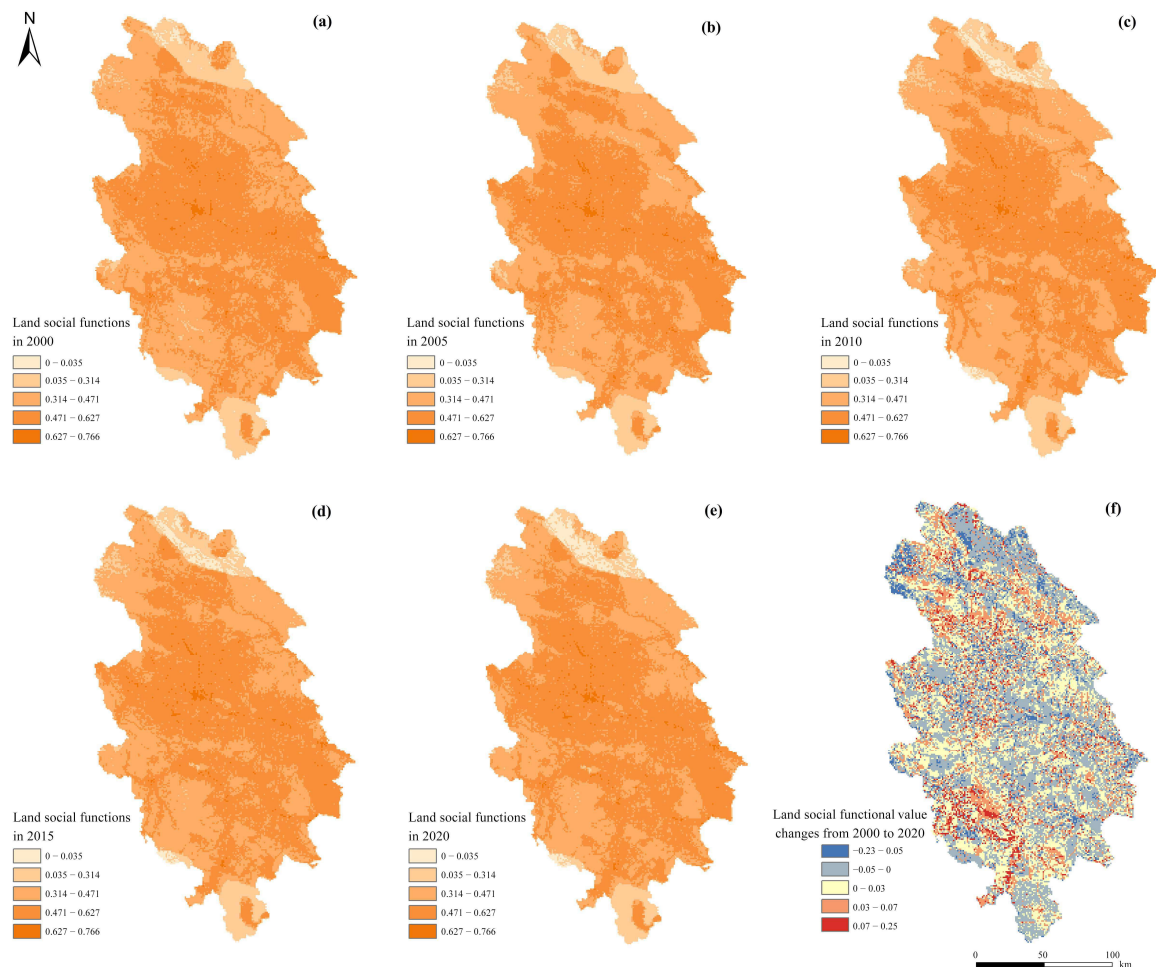 N
(a)
Land social functions
in 2000
0 − 0.035
0.035 − 0.314
0.314 − 0.471
0.471 − 0.627
0.627 − 0.766
(b)
Land social functions
in 2005
0 − 0.035
0.035 − 0.314
0.314 − 0.471
0.471 − 0.627
0.627 − 0.766
(c)
Land social functions
in 2010
0 − 0.035
0.035 − 0.314
0.314 − 0.471
0.471 − 0.627
0.627 − 0.766
(d)
Land social functions
in 2015
0 − 0.035
0.035 − 0.314
0.314 − 0.471
0.471 − 0.627
0.627 − 0.766
(e)
Land social functions
in 2020
0 − 0.035
0.035 − 0.314
0.314 − 0.471
0.471 − 0.627
0.627 − 0.766
(f)
Land social functional value
changes from 2000 to 2020
−0.23 − 0.05
−0.05 − 0
0 − 0.03
0.03 − 0.07
0.07 − 0.25
0 50 100
km